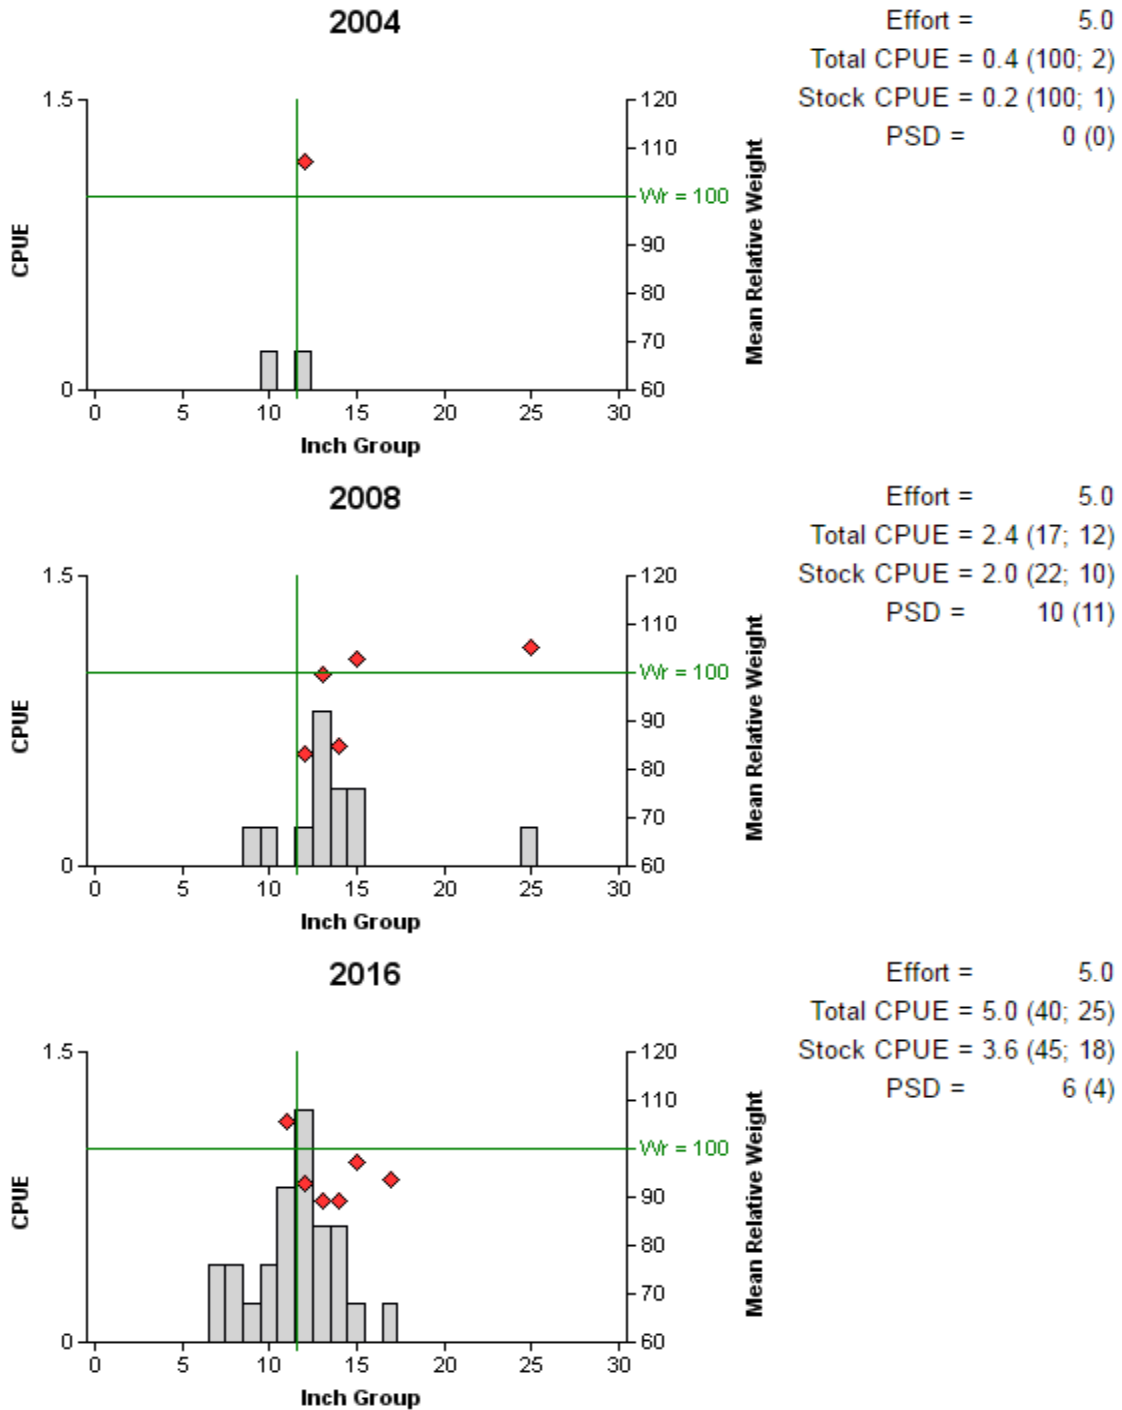 2004
Effort = 5.0
Total CPUE = 0.4 (100; 2)
Stock CPUE = 0.2 (100; 1)
PSD = 0 (0)
1.5
0
CPUE
120
110
Wr = 100
90
80
70
60
Mean Relative Weight
0 5 10 15 20 25 30
Inch Group
2008
Effort = 5.0
Total CPUE = 2.4 (17; 12)
Stock CPUE = 2.0 (22; 10)
PSD = 10 (11)
1.5
0
CPUE
120
110
Wr = 100
90
80
70
60
Mean Relative Weight
0 5 10 15 20 25 30
Inch Group
2016
Effort = 5.0
Total CPUE = 5.0 (40; 25)
Stock CPUE = 3.6 (45; 18)
PSD = 6 (4)
1.5
0
CPUE
120
110
Wr = 100
90
80
70
60
Mean Relative Weight
0 5 10 15 20 25 30
Inch Group